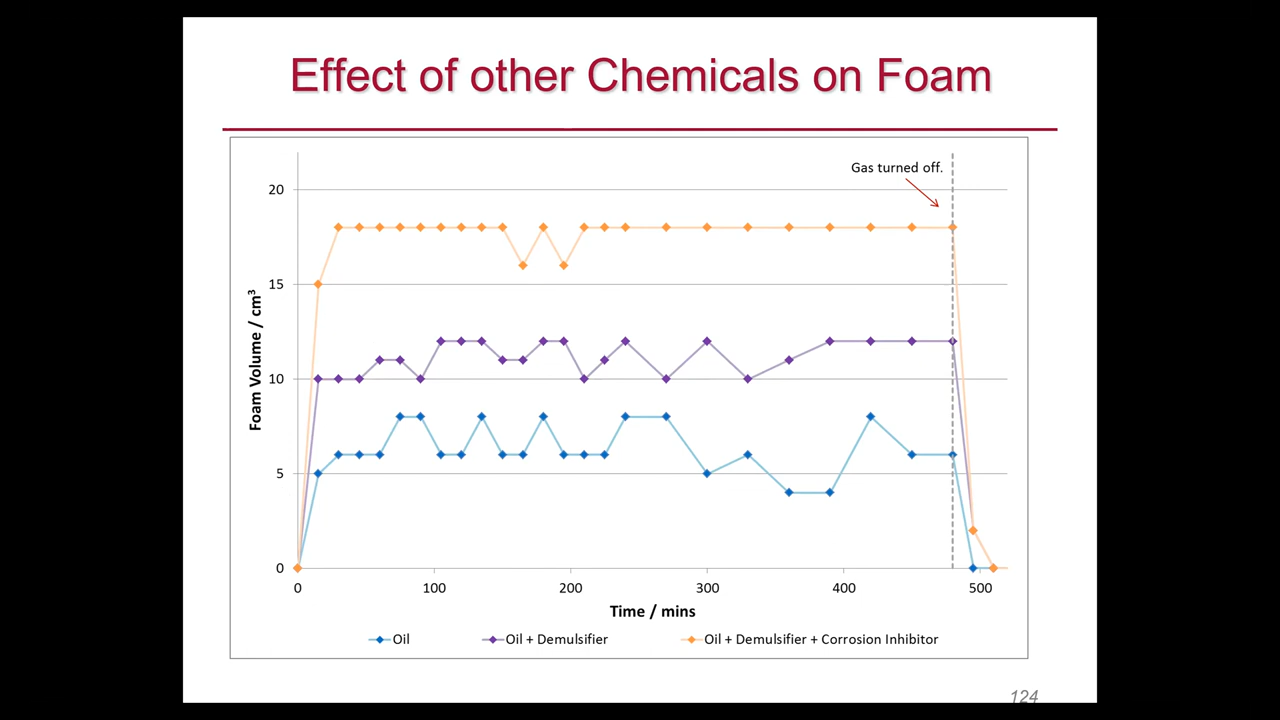 Effect of other Chemicals on Foam
Gas turned off.
20
15
10
5
0
Foam Volume / cm³
0 100 200 300 400 500
Time / mins
Oil Oil + Demulsifier Oil + Demulsifier + Corrosion Inhibitor
124